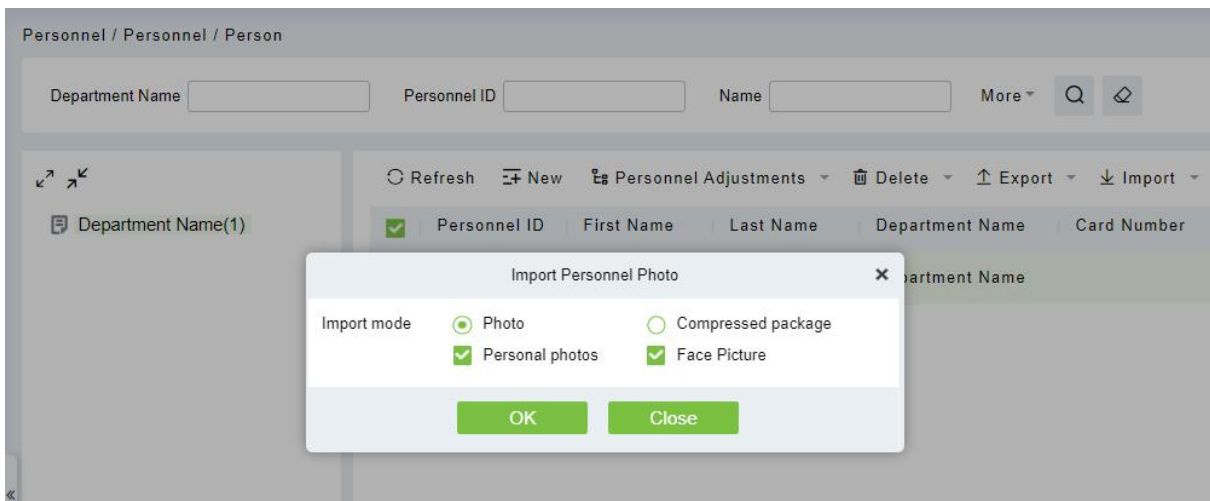 Personnel / Personnel / Person
Department Name Personnel ID Name More
Refresh New Personnel Adjustments Delete Export Import
Department Name(1)
Personnel ID First Name Last Name Department Name Card Number
Import Personnel Photo
partment Name
Import mode Photo Compressed package
Personal photos Face Picture
OK Close